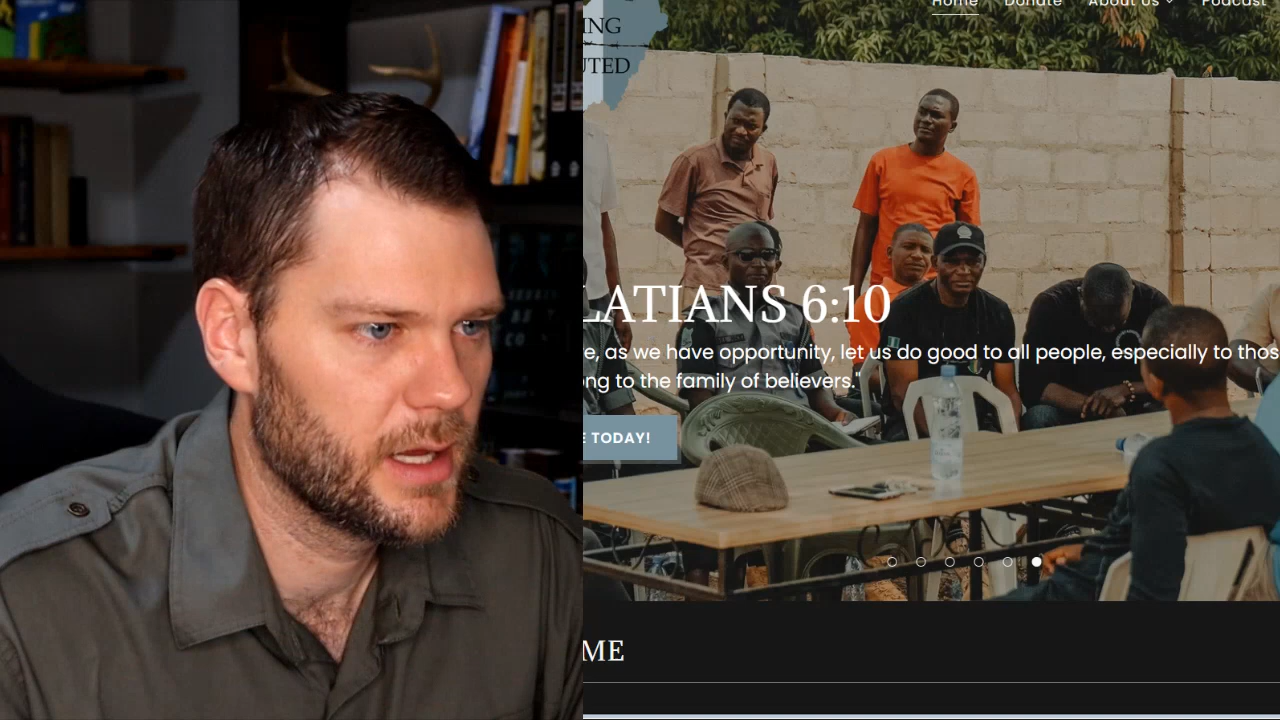 Home Donate About Us Podcast
ING
UTED
LATIANS 6:10
e, as we have opportunity, let us do good to all people, especially to thos
ng to the family of believers."
E TODAY!
ME